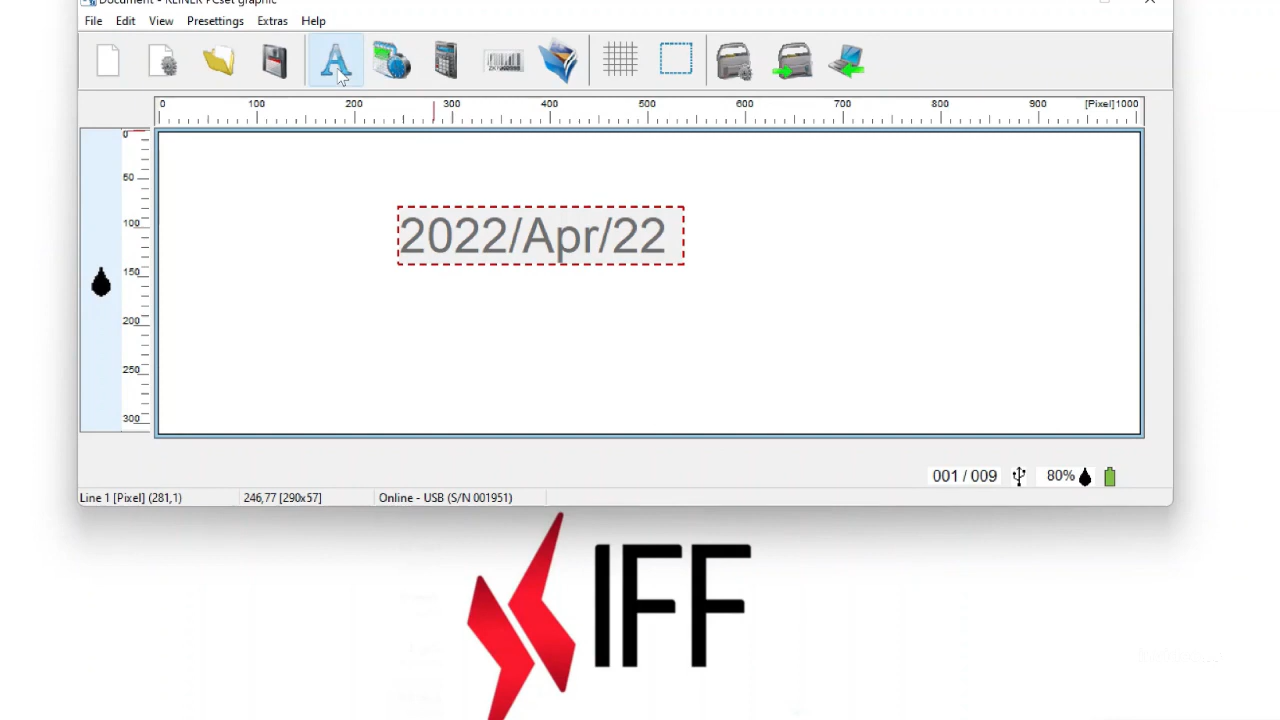 Document - REINER PCset graphic
File Edit View Presettings Extras Help
0 100 200 300 400 500 600 700 800 900 [Pixel]1000
0
50
100
150
200
250
300
2022/Apr/22
001 / 009 80%
Line 1 [Pixel] (281,1) 246,77 [290x57] Online - USB (S/N 001951)
IFF